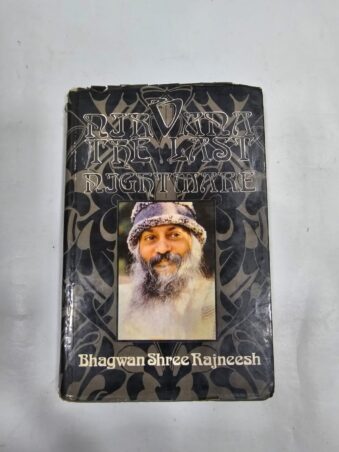 NIRVANA
THE LAST
NIGHTMARE
Bhagwan Shree Rajneesh